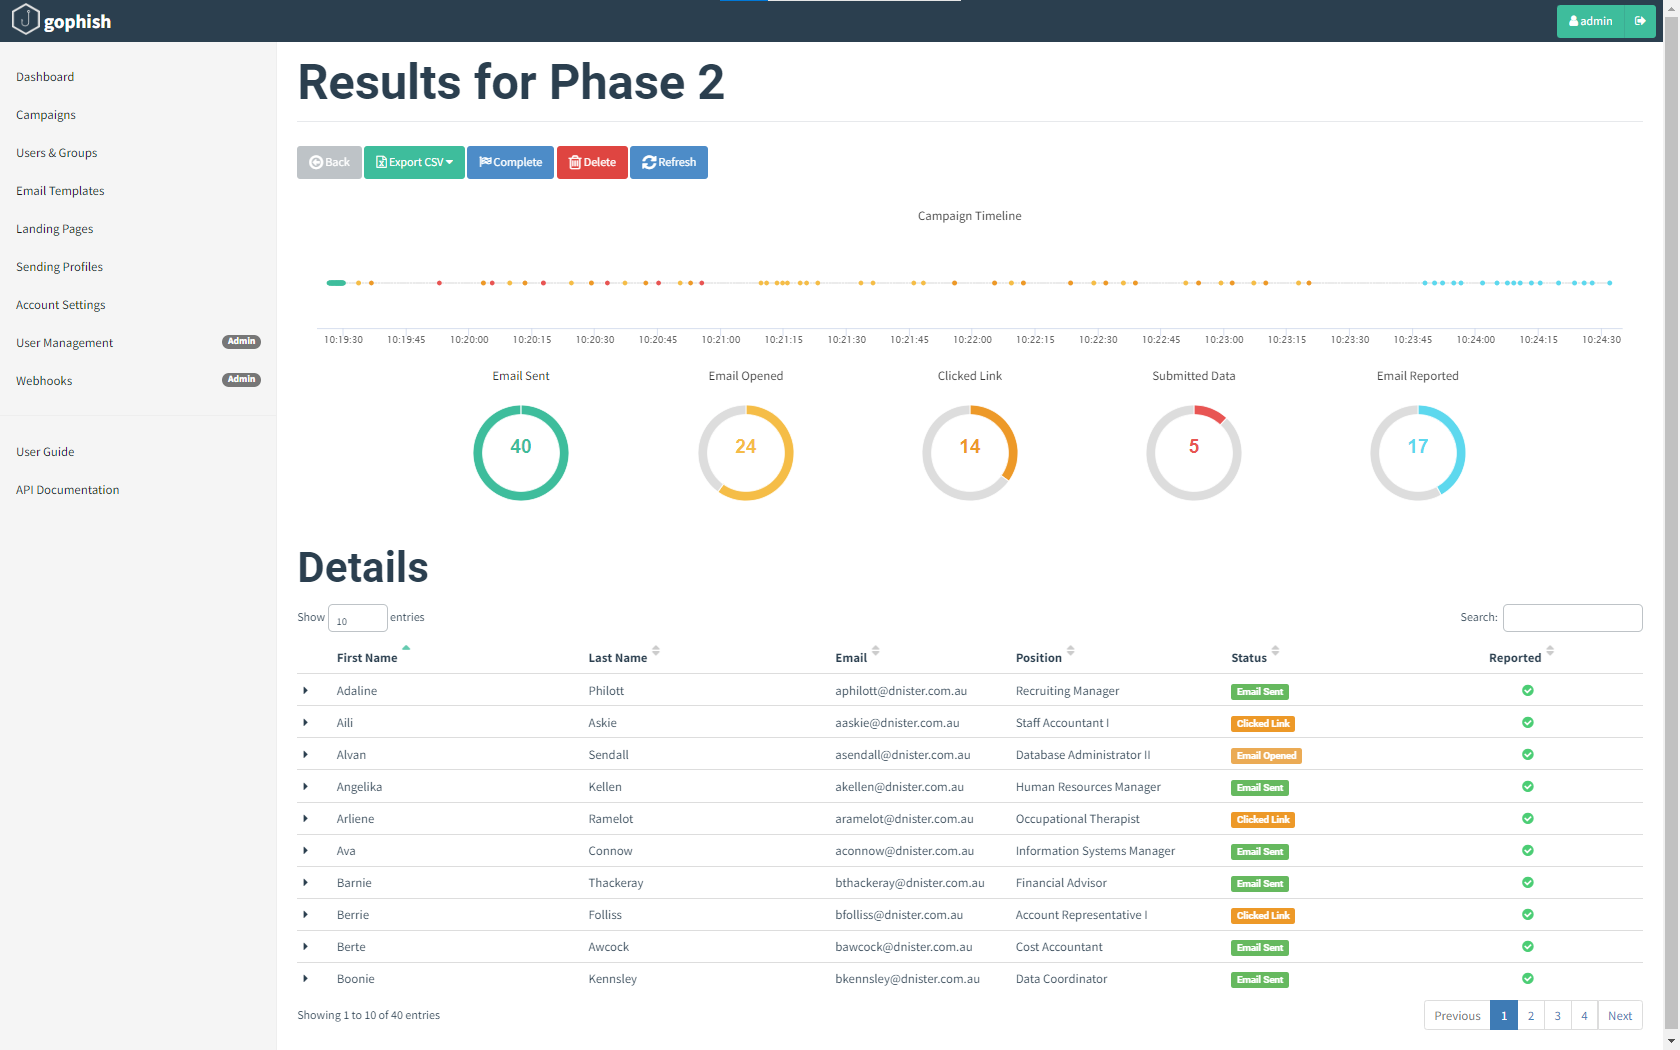 gophish
admin
Dashboard
Campaigns
Users & Groups
Email Templates
Landing Pages
Sending Profiles
Account Settings
User Management Admin
Webhooks Admin
User Guide
API Documentation
Results for Phase 2
Back Export CSV Complete Delete Refresh
Campaign Timeline
10:19:30 10:19:45 10:20:00 10:20:15 10:20:30 10:20:45 10:21:00 10:21:15 10:21:30 10:21:45 10:22:00 10:22:15 10:22:30 10:22:45 10:23:00 10:23:15 10:23:30 10:23:45 10:24:00 10:24:15 10:24:30
Email Sent Email Opened Clicked Link Submitted Data Email Reported
40 24 14 5 17
Details
Show 10 entries Search:
First Name Last Name Email Position Status Reported
Adaline Philott aphilott@dnister.com.au Recruiting Manager Email Sent
Aili Askie aaskie@dnister.com.au Staff Accountant I Clicked Link
Alvan Sendall asendall@dnister.com.au Database Administrator II Email Opened
Angelika Kellen akellen@dnister.com.au Human Resources Manager Email Sent
Arliene Ramelot aramelot@dnister.com.au Occupational Therapist Clicked Link
Ava Connow aconnow@dnister.com.au Information Systems Manager Email Sent
Barnie Thackeray bthackeray@dnister.com.au Financial Advisor Email Sent
Berrie Folliss bfolliss@dnister.com.au Account Representative I Clicked Link
Berte Awcock bawcock@dnister.com.au Cost Accountant Email Sent
Boonie Kennsley bkennsley@dnister.com.au Data Coordinator Email Sent
Showing 1 to 10 of 40 entries Previous 1 2 3 4 Next